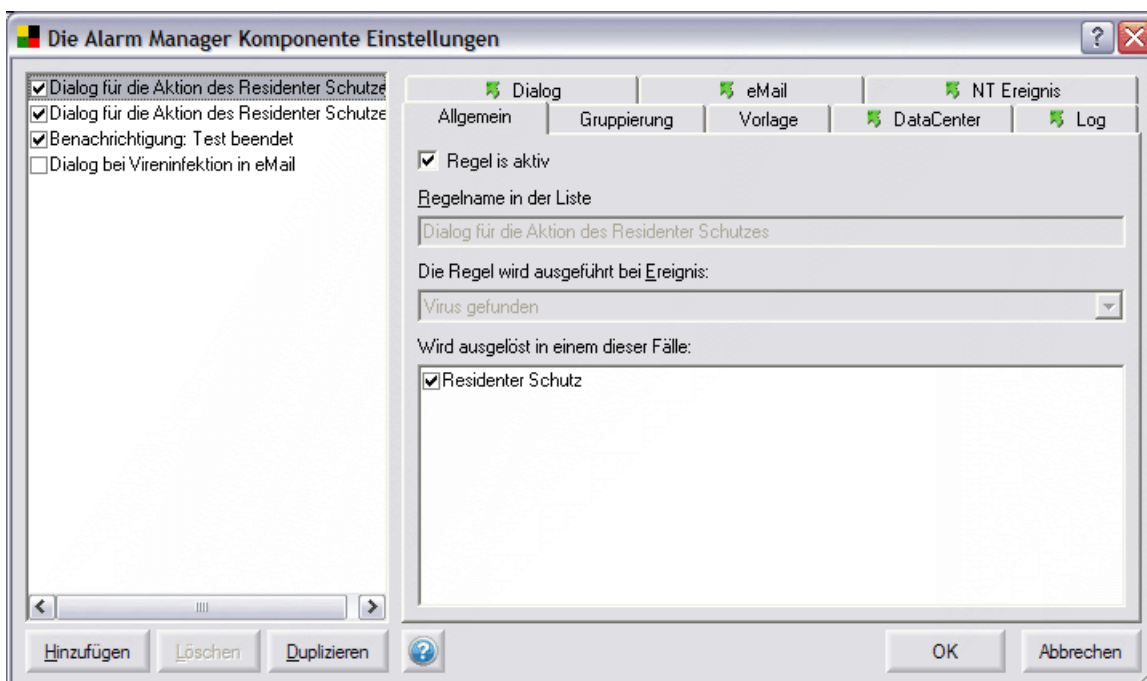 Die Alarm Manager Komponente Einstellungen
Dialog für die Aktion des Residenter Schutze
Dialog für die Aktion des Residenter Schutze
Benachrichtigung: Test beendet
Dialog bei Vireninfektion in eMail
Dialog eMail NT Ereignis
Allgemein Gruppierung Vorlage DataCenter Log
Regel is aktiv
Regelname in der Liste
Dialog für die Aktion des Residenter Schutzes
Die Regel wird ausgeführt bei Ereignis:
Virus gefunden
Wird ausgelöst in einem dieser Fälle:
Residenter Schutz
Hinzufügen Löschen Duplizieren ? OK Abbrechen